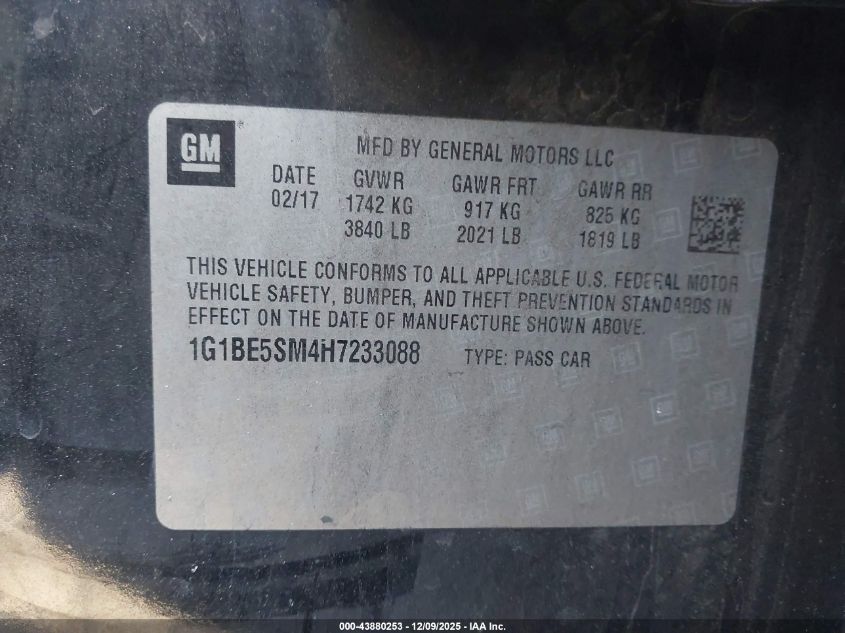 GM
MFD BY GENERAL MOTORS LLC
DATE GVWR GAWR FRT GAWR RR
02/17 1742 KG 917 KG 825 KG
3840 LB 2021 LB 1819 LB
THIS VEHICLE CONFORMS TO ALL APPLICABLE U.S. FEDERAL MOTOR
VEHICLE SAFETY, BUMPER, AND THEFT PREVENTION STANDARDS IN
EFFECT ON THE DATE OF MANUFACTURE SHOWN ABOVE.
1G1BE5SM4H7233088 TYPE: PASS CAR
000-43880253 - 12/09/2025 - IAA Inc.